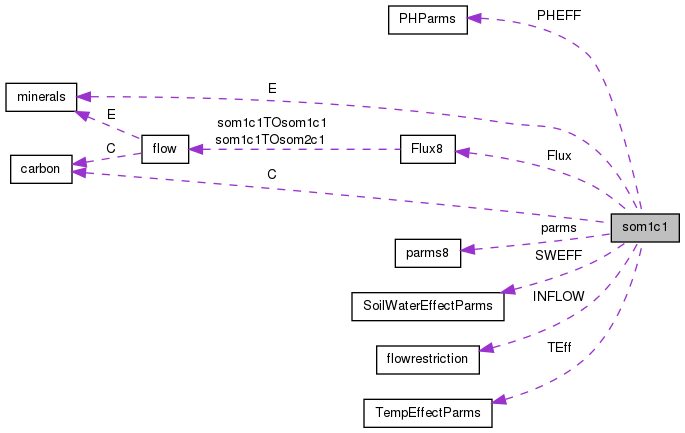 PHParms
PHEFF
minerals
E
E
som1c1TOsom1c1
som1c1TOsom2c1
flow
Flux8
Flux
C
carbon
C
som1c1
parms
parms8
SWEFF
SoilWaterEffectParms
INFLOW
flowrestriction
TEff
TempEffectParms